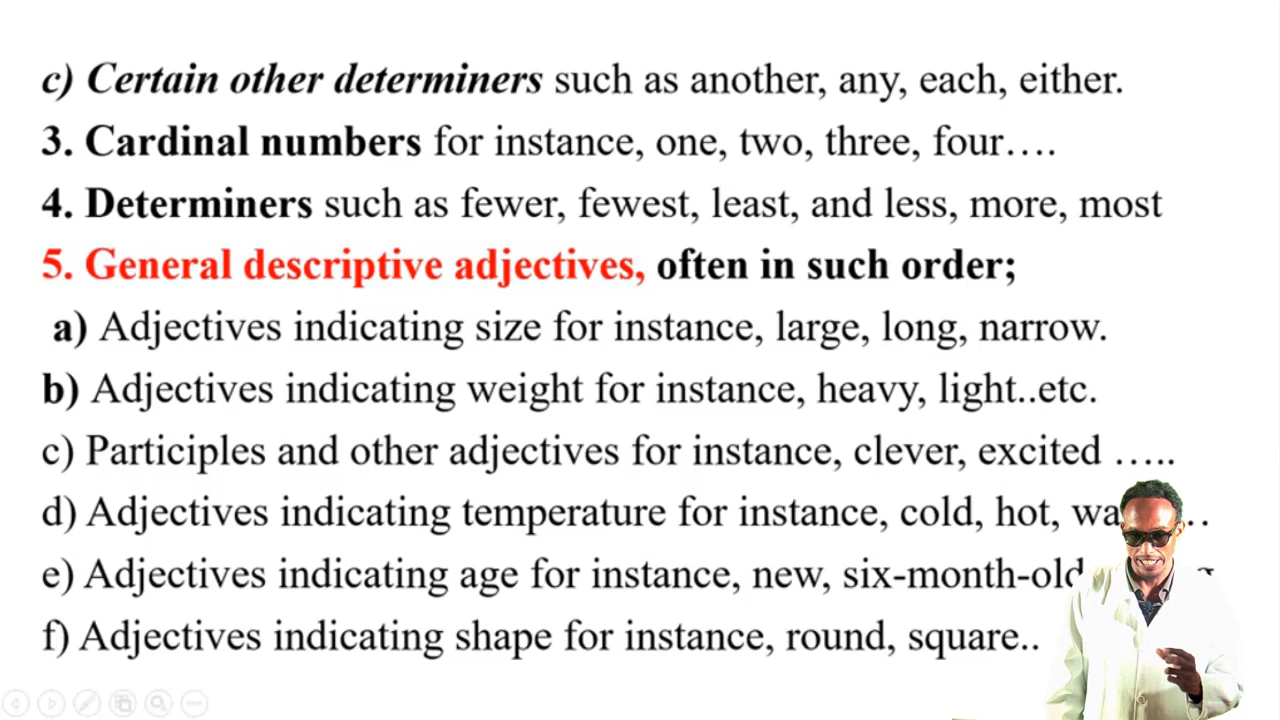 c) Certain other determiners such as another, any, each, either.
3. Cardinal numbers for instance, one, two, three, four….
4. Determiners such as fewer, fewest, least, and less, more, most
5. General descriptive adjectives, often in such order;
a) Adjectives indicating size for instance, large, long, narrow.
b) Adjectives indicating weight for instance, heavy, light..etc.
c) Participles and other adjectives for instance, clever, excited …..
d) Adjectives indicating temperature for instance, cold, hot,
e) Adjectives indicating age for instance, new, six-month-old
f) Adjectives indicating shape for instance, round, square..